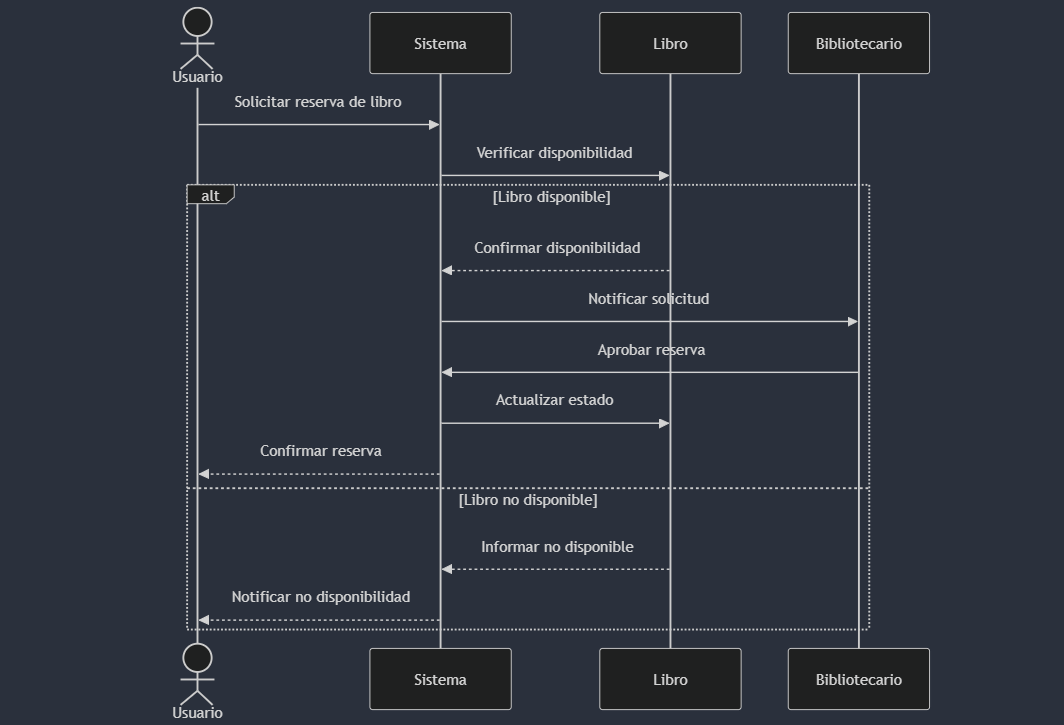 Usuario
Sistema
Libro
Bibliotecario
Solicitar reserva de libro
Verificar disponibilidad
alt
[Libro disponible]
Confirmar disponibilidad
Notificar solicitud
Aprobar reserva
Actualizar estado
Confirmar reserva
[Libro no disponible]
Informar no disponible
Notificar no disponibilidad
Usuario
Sistema
Libro
Bibliotecario